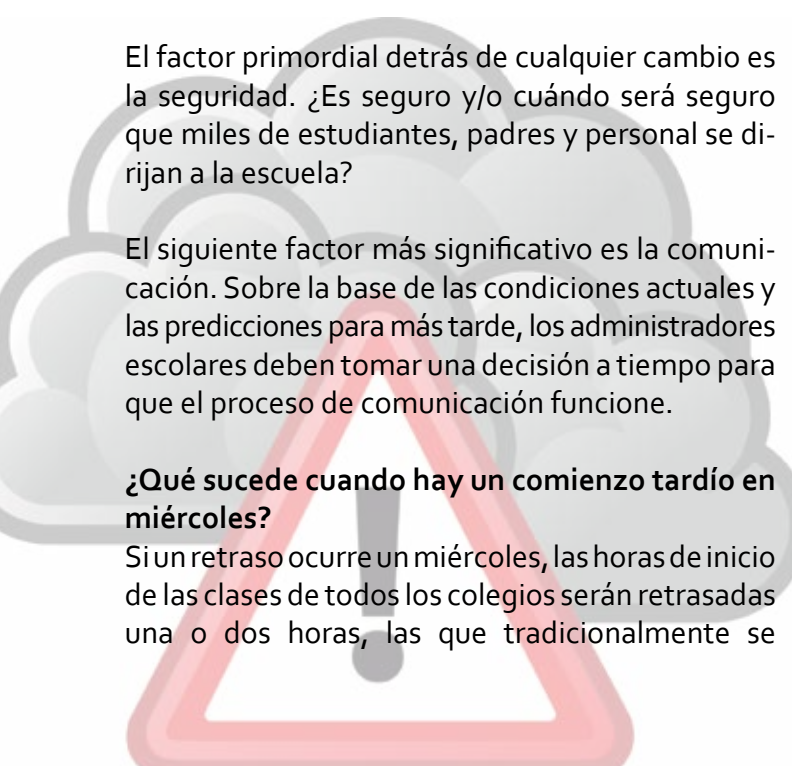 El factor primordial detrás de cualquier cambio es
la seguridad. ¿Es seguro y/o cuándo será seguro
que miles de estudiantes, padres y personal se di-
rijan a la escuela?
El siguiente factor más significativo es la comuni-
cación. Sobre la base de las condiciones actuales y
las predicciones para más tarde, los administradores
escolares deben tomar una decisión a tiempo para
que el proceso de comunicación funcione.
¿Qué sucede cuando hay un comienzo tardío en
miércoles?
Si un retraso ocurre un miércoles, las horas de inicio
de las clases de todos los colegios serán retrasadas
una o dos horas, las que tradicionalmente se